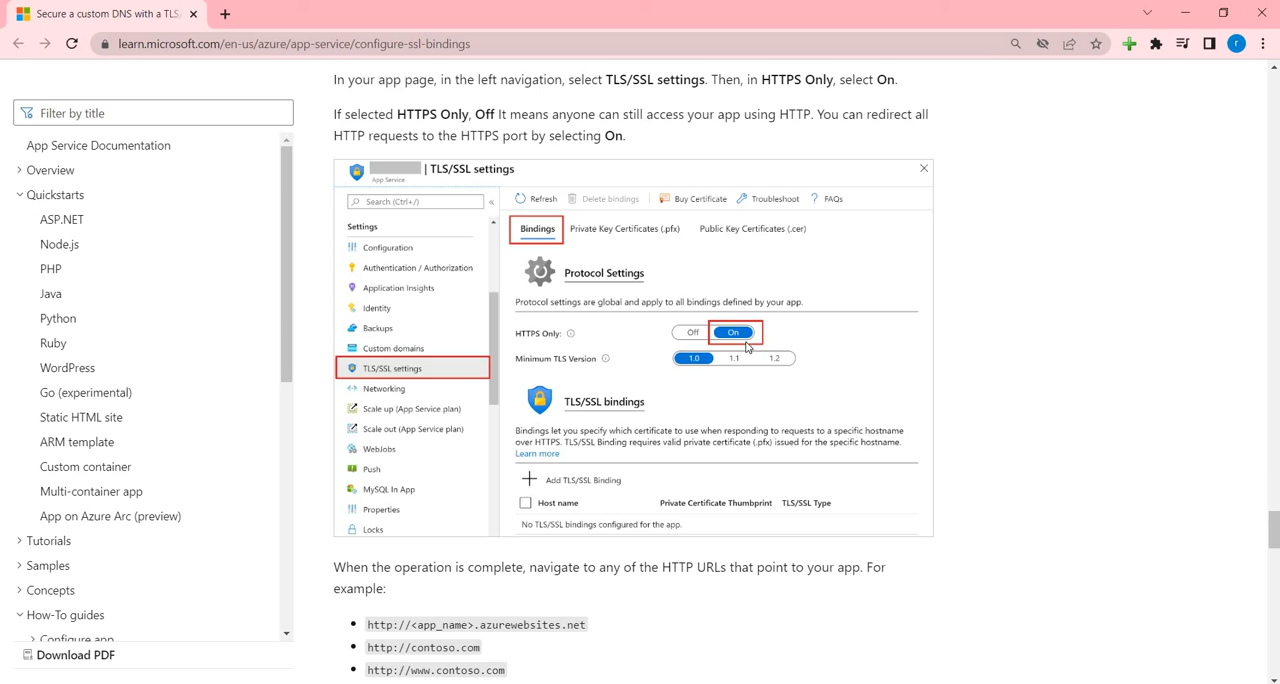 Secure a custom DNS with a TLS/
learn.microsoft.com/en-us/azure/app-service/configure-ssl-bindings
r
Filter by title
App Service Documentation
Overview
Quickstarts
ASP.NET
Node.js
PHP
Java
Python
Ruby
WordPress
Go (experimental)
Static HTML site
ARM template
Custom container
Multi-container app
App on Azure Arc (preview)
Tutorials
Samples
Concepts
How-To guides
Configure app
Download PDF
In your app page, in the left navigation, select TLS/SSL settings. Then, in HTTPS Only, select On.
If selected HTTPS Only, Off It means anyone can still access your app using HTTP. You can redirect all
HTTP requests to the HTTPS port by selecting On.
| TLS/SSL settings
App Service
Search (Ctrl+/)
«
Settings
Configuration
Authentication / Authorization
Application Insights
Identity
Backups
Custom domains
TLS/SSL settings
Networking
Scale up (App Service plan)
Scale out (App Service plan)
WebJobs
Push
MySQL In App
Properties
Locks
Refresh Delete bindings Buy Certificate Troubleshoot ? FAQs
Bindings Private Key Certificates (.pfx) Public Key Certificates (.cer)
Protocol Settings
Protocol settings are global and apply to all bindings defined by your app.
HTTPS Only: Off On
Minimum TLS Version 1.0 1.1 1.2
TLS/SSL bindings
Bindings let you specify which certificate to use when responding to requests to a specific hostname
over HTTPS. TLS/SSL Binding requires valid private certificate (.pfx) issued for the specific hostname.
Learn more
Add TLS/SSL Binding
Host name Private Certificate Thumbprint TLS/SSL Type
No TLS/SSL bindings configured for the app.
When the operation is complete, navigate to any of the HTTP URLs that point to your app. For
example:
• http://<app_name>.azurewebsites.net
• http://contoso.com
• http://www.contoso.com